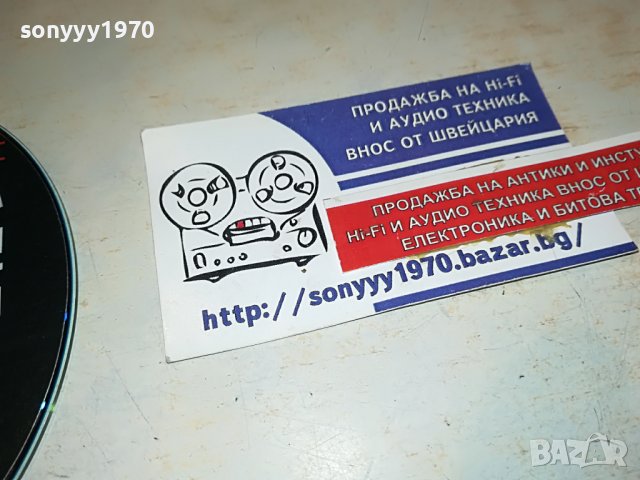 sonyyy1970
ПРОДАЖБА НА Hi-Fi
И АУДИО ТЕХНИКА
ВНОС ОТ ШВЕЙЦАРИЯ
ПРОДАЖБА НА АНТИКИ И ИНСТ
Hi-Fi И АУДИО ТЕХНИКА ВНОС ОТ
ЕЛЕКТРОНИКА И БИТОВА
http://sonyyy1970.bazar.bg/
BAZAR